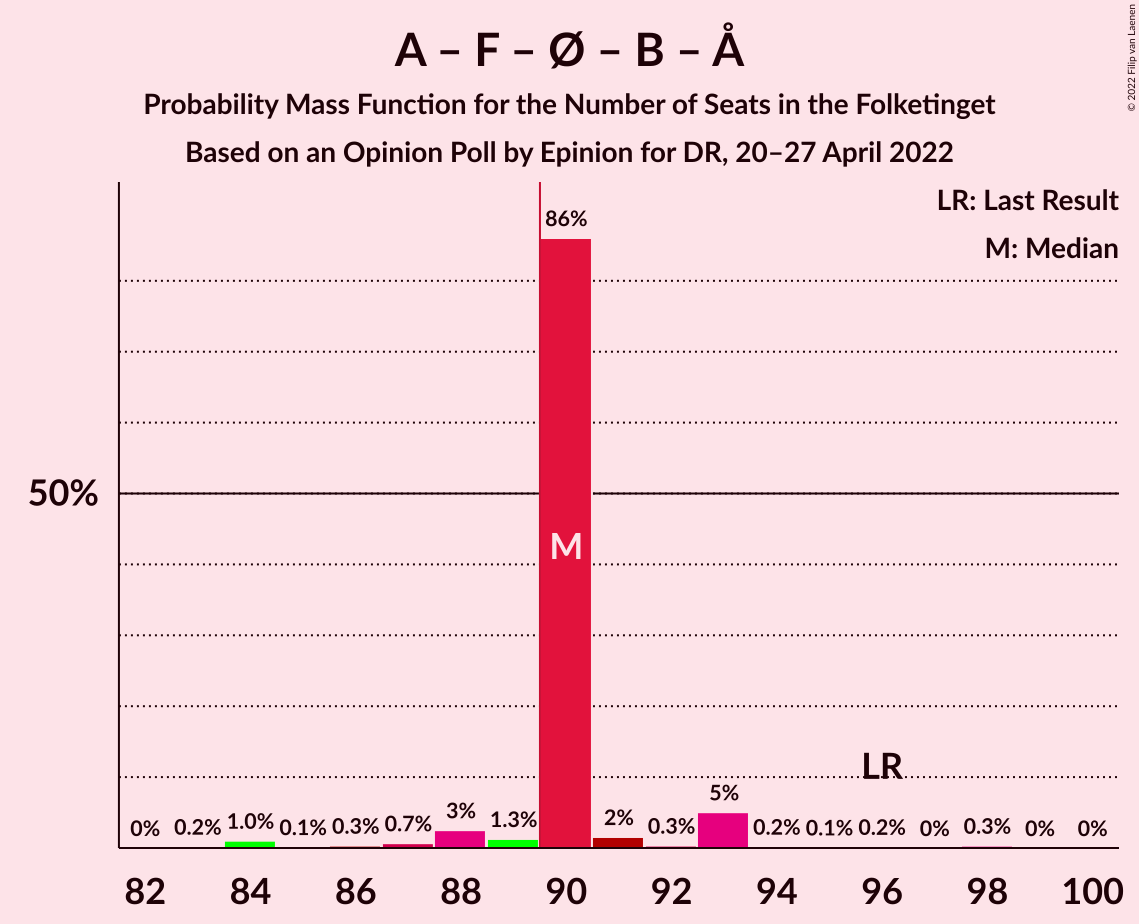 A – F – Ø – B – Å
Probability Mass Function for the Number of Seats in the Folketinget
Based on an Opinion Poll by Epinion for DR, 20–27 April 2022
© 2022 Filip van Laenen
LR: Last Result
M: Median
86%
50%
M
LR
0% 0.2% 1.0% 0.1% 0.3% 0.7% 3% 1.3% 2% 0.3% 5% 0.2% 0.1% 0.2% 0% 0.3% 0% 0%
82 84 86 88 90 92 94 96 98 100